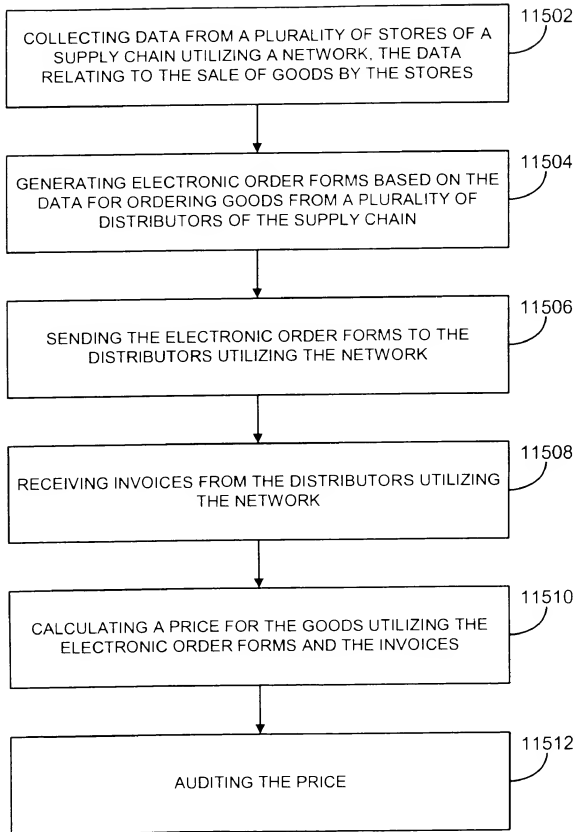 11502
COLLECTING DATA FROM A PLURALITY OF STORES OF A
SUPPLY CHAIN UTILIZING A NETWORK, THE DATA
RELATING TO THE SALE OF GOODS BY THE STORES
11504
GENERATING ELECTRONIC ORDER FORMS BASED ON THE
DATA FOR ORDERING GOODS FROM A PLURALITY OF
DISTRIBUTORS OF THE SUPPLY CHAIN
11506
SENDING THE ELECTRONIC ORDER FORMS TO THE
DISTRIBUTORS UTILIZING THE NETWORK
11508
RECEIVING INVOICES FROM THE DISTRIBUTORS UTILIZING
THE NETWORK
11510
CALCULATING A PRICE FOR THE GOODS UTILIZING THE
ELECTRONIC ORDER FORMS AND THE INVOICES
11512
AUDITING THE PRICE